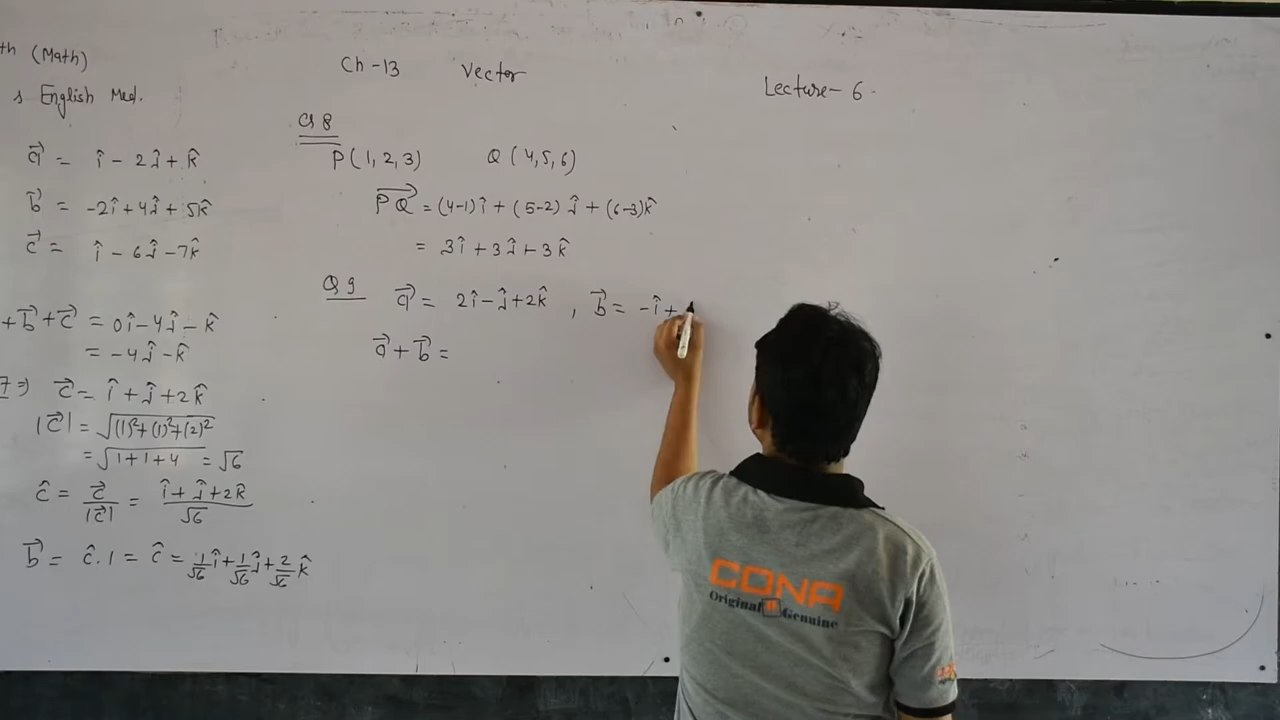 th (Math)
s English Med.
Ch-13 Vector
Lecture-6.
a⃗ = î - 2ĵ + k̂
b⃗ = -2î + 4ĵ + 5k̂
c⃗ = î - 6ĵ - 7k̂
+ b⃗ + c⃗ = 0î - 4ĵ - k̂
= -4ĵ - k̂
7 ⇒) c⃗ = î + ĵ + 2k̂
|c⃗| = √(1)²+(1)²+(2)²
= √1+1+4 = √6
ĉ = c⃗/|c⃗| = î + ĵ + 2k̂/√6
b⃗ = ĉ.1 = ĉ = 1/√6 î + 1/√6 ĵ + 2/√6 k̂
Q 8
P(1,2,3) Q(4,5,6)
PQ⃗ = (4-1)î + (5-2)ĵ + (6-3)k̂
= 3î + 3ĵ + 3k̂
Q 9 a⃗ = 2î - ĵ + 2k̂ , b⃗ = -î +
a⃗ + b⃗ =
CONA
Original Genuine